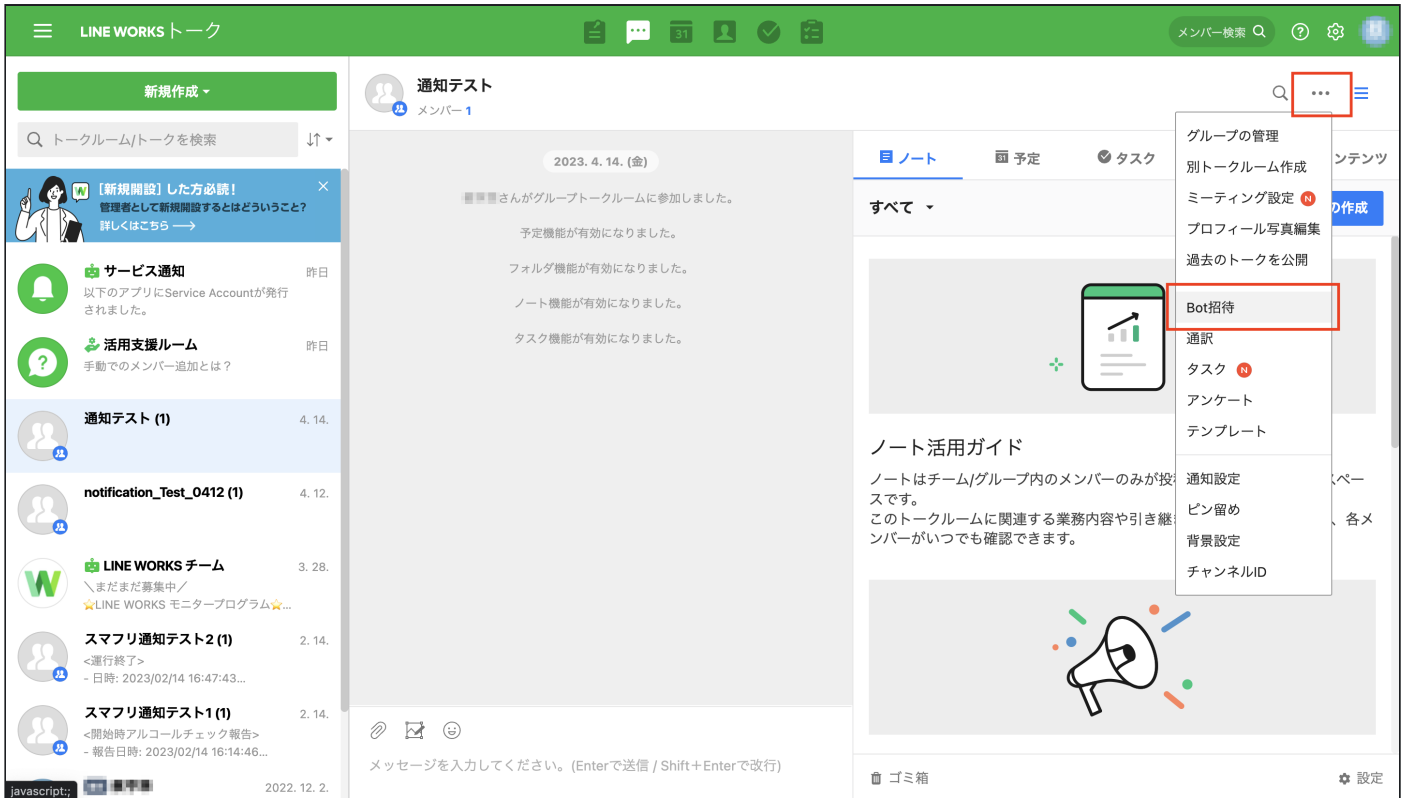 LINE WORKSトーク
31
メンバー検索
新規作成
トークルーム/トークを検索
[新規開設] した方必読！
管理者として新規開設するとはどういうこと?
詳しくはこちら
サービス通知
昨日
以下のアプリにService Accountが発行
されました。
活用支援ルーム
昨日
手動でのメンバー追加とは？
通知テスト (1)
4. 14.
notification_Test_0412 (1)
4. 12.
LINE WORKS チーム
3. 28.
＼まだまだ募集中／
⭐LINE WORKS モニタープログラム⭐...
スマフリ通知テスト2 (1)
2. 14.
<運行終了>
- 日時: 2023/02/14 16:47:43...
スマフリ通知テスト1 (1)
2. 14.
<開始時アルコールチェック報告>
- 報告日時: 2023/02/14 16:14:46...
2022. 12. 2.
javascript:;
通知テスト
メンバー 1
2023. 4. 14. (金)
さんがグループトークルームに参加しました。
予定機能が有効になりました。
フォルダ機能が有効になりました。
ノート機能が有効になりました。
タスク機能が有効になりました。
メッセージを入力してください。(Enterで送信 / Shift＋Enterで改行)
ノート
予定
タスク
ンテンツ
すべて
の作成
ノート活用ガイド
ノートはチーム/グループ内のメンバーのみが投
ペー
スです。
このトークルームに関連する業務内容や引き継
、各メ
ンバーがいつでも確認できます。
ゴミ箱
設定
グループの管理
別トークルーム作成
ミーティング設定 N
プロフィール写真編集
過去のトークを公開
Bot招待
通訳
タスク N
アンケート
テンプレート
通知設定
ピン留め
背景設定
チャンネルID